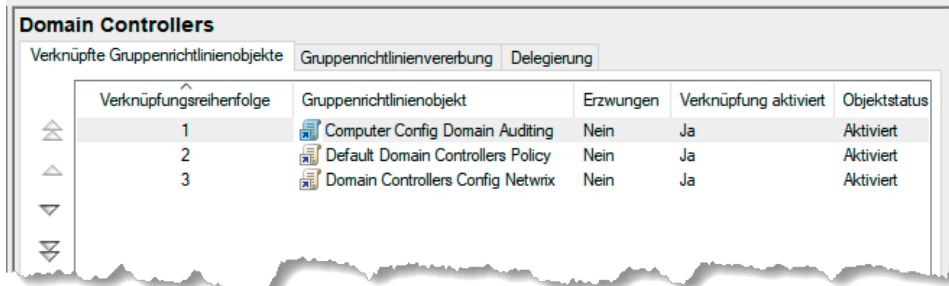 Domain Controllers
Verknüpfte Gruppenrichtlinienobjekte Gruppenrichtlinienvererbung Delegierung
Verknüpfungsreihenfolge Gruppenrichtlinienobjekt Erzwungen Verknüpfung aktiviert Objektstatus
1 Computer Config Domain Auditing Nein Ja Aktiviert
2 Default Domain Controllers Policy Nein Ja Aktiviert
3 Domain Controllers Config Netwrix Nein Ja Aktiviert